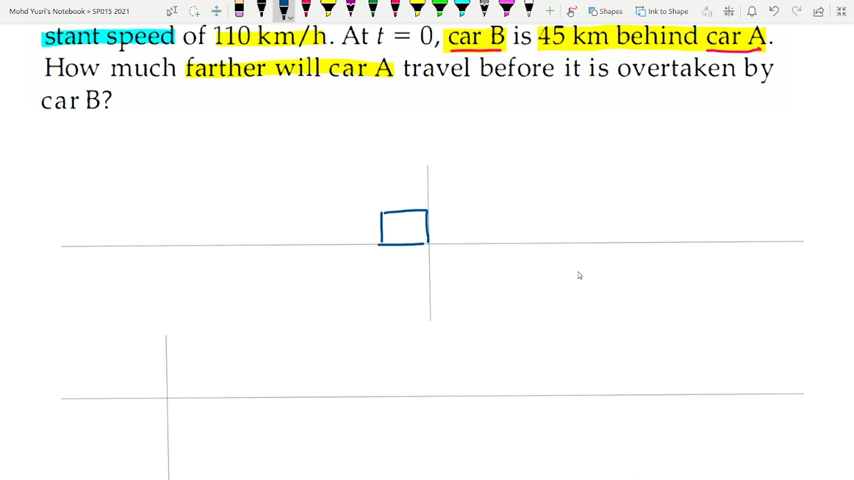 Mohd Yusri's Notebook » SP015 2021
Shapes
Ink to Shape
stant speed of 110 km/h. At t = 0, car B is 45 km behind car A.
How much farther will car A travel before it is overtaken by
car B?